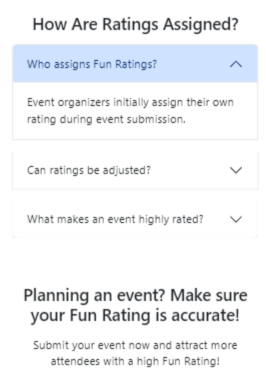 How Are Ratings Assigned?
Who assigns Fun Ratings?
Event organizers initially assign their own
rating during event submission.
Can ratings be adjusted?
What makes an event highly rated?
Planning an event? Make sure
your Fun Rating is accurate!
Submit your event now and attract more
attendees with a high Fun Rating!